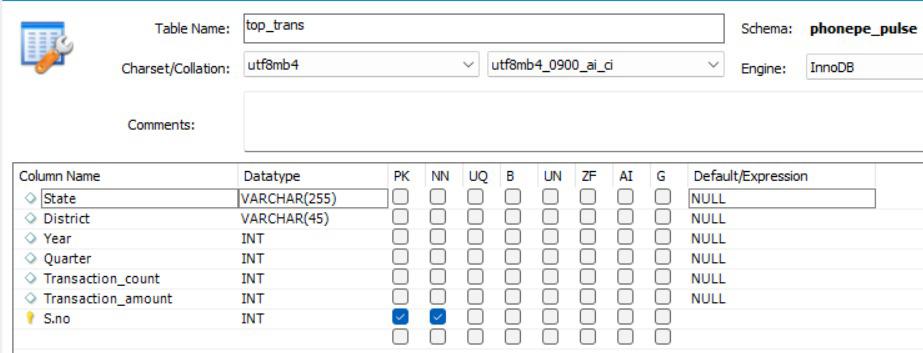 Table Name: top_trans Schema: phonepe_pulse
Charset/Collation: utf8mb4 utf8mb4_0900_ai_ci Engine: InnoDB
Comments:
Column Name Datatype PK NN UQ B UN ZF AI G Default/Expression
State VARCHAR(255) NULL
District VARCHAR(45) NULL
Year INT NULL
Quarter INT NULL
Transaction_count INT NULL
Transaction_amount INT NULL
S.no INT